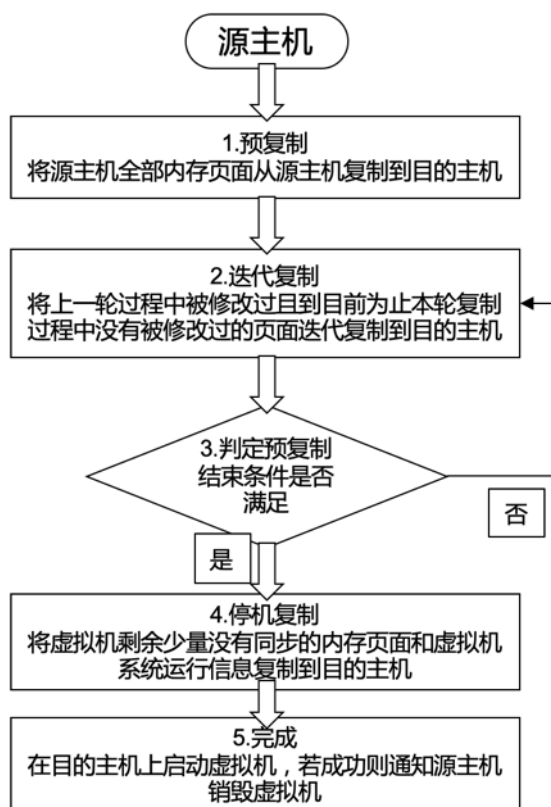 源主机
1.预复制
将源主机全部内存页面从源主机复制到目的主机
2.迭代复制
将上一轮过程中被修改过且到目前为止本轮复制
过程中没有被修改过的页面迭代复制到目的主机
3.判定预复制
结束条件是否
满足
否
是
4.停机复制
将虚拟机剩余少量没有同步的内存页面和虚拟机
系统运行信息复制到目的主机
5.完成
在目的主机上启动虚拟机，若成功则通知源主机
销毁虚拟机